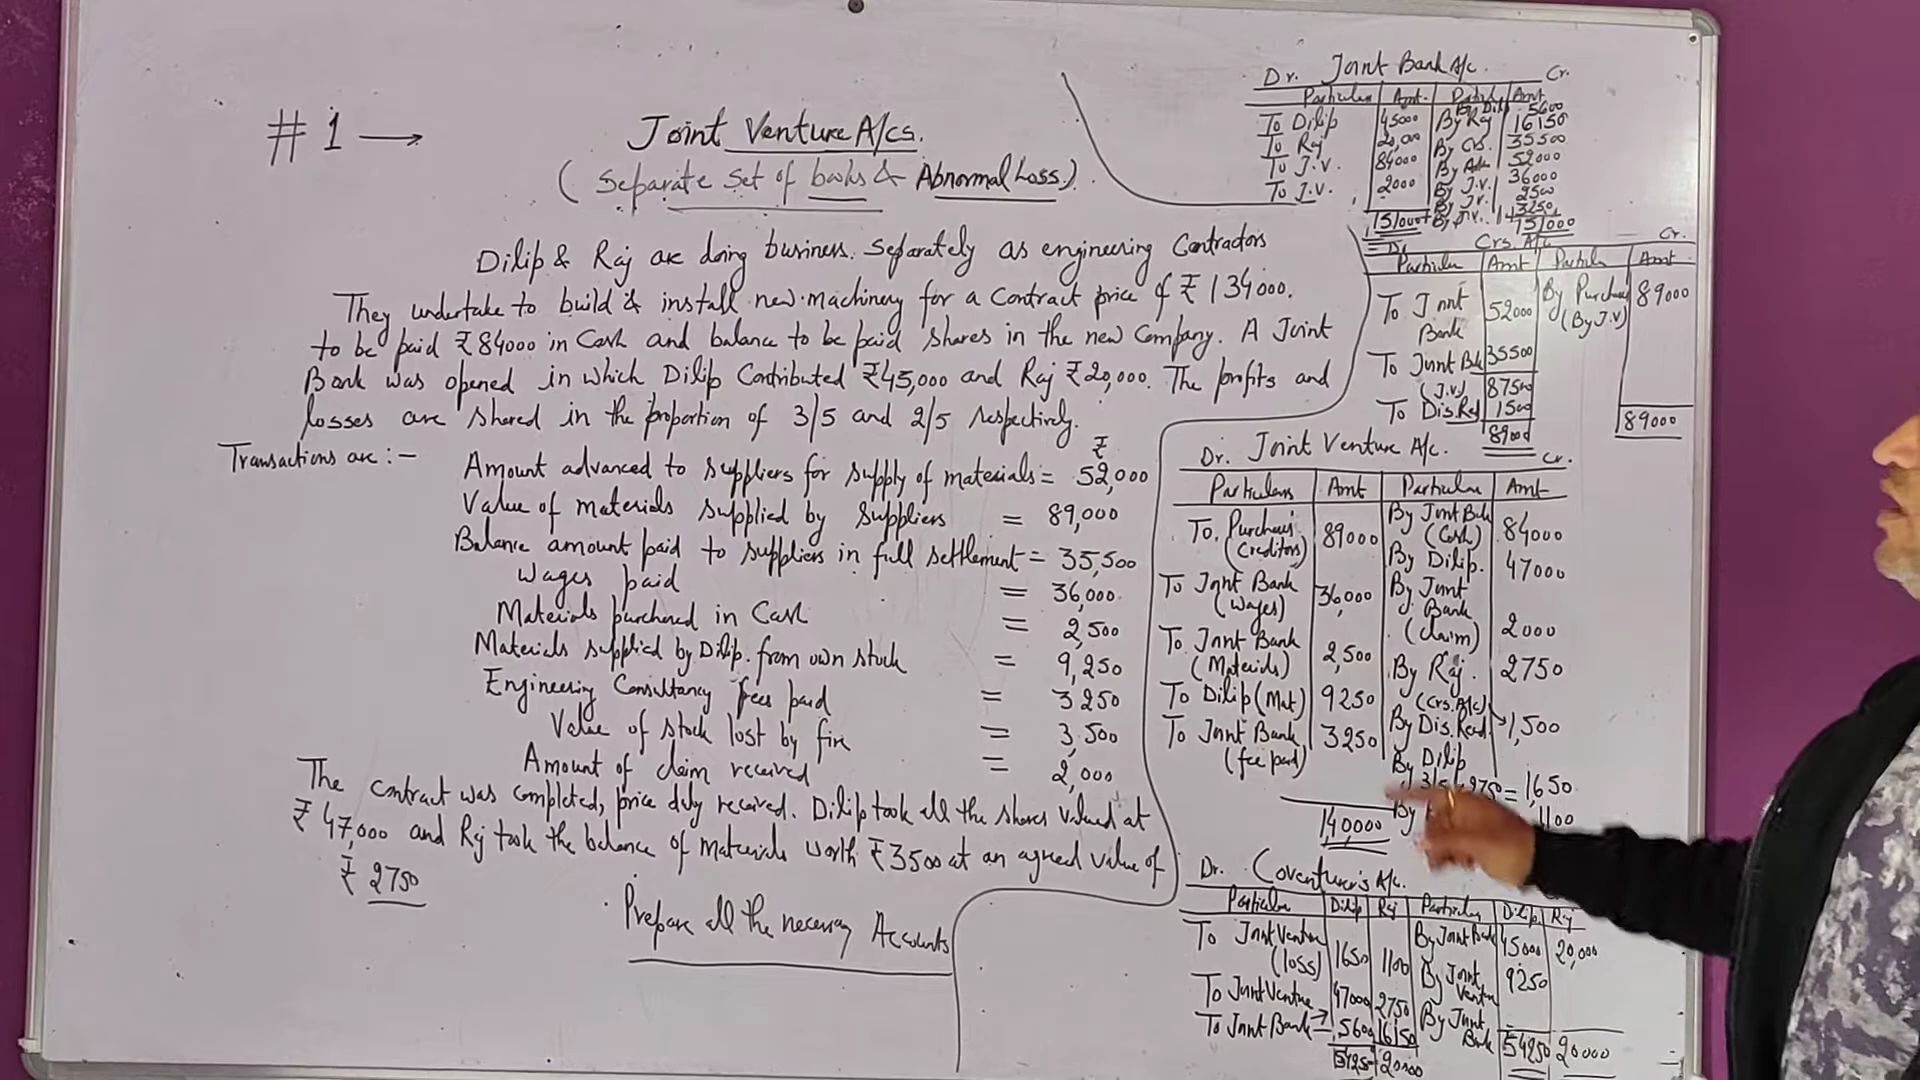 #1 →
Joint Venture A/cs.
(Separate Set of books & Abnormal Loss.)
Dilip & Raj are doing business separately as engineering Contractors
They undertake to build & install new machinery for a Contract price of ₹134000.
to be paid ₹84000 in Cash and balance to be paid shares in the new Company. A Joint
Bank was opened in which Dilip Contributed ₹45,000 and Raj ₹20,000. The profits and
losses are shared in the proportion of 3/5 and 2/5 respectively.
Transactions are :-
₹
Amount advanced to suppliers for supply of materials = 52,000
Value of materials supplied by suppliers = 89,000
Balance amount paid to suppliers in full settlement = 35,500
Wages paid = 36,000
Materials purchased in Cash = 2,500
Materials supplied by Dilip from own stock = 9,250
Engineering Consultancy fees paid = 3250
Value of stock lost by fire = 3,500
Amount of claim received = 2,000
The contract was completed, price duly received. Dilip took all the shares valued at
₹47,000 and Raj took the balance of materials worth ₹3500 at an agreed value of
₹2750
Prepare all the necessary Accounts
Dr. Joint Bank A/c. Cr.
Particulars Amt. Particu Amt
By Dilip 5600
To Dilip 45000 By Raj 16150
To Raj 20,000 By Crs. 35500
To J.V. 84000 52000
To J.V. 2000 By J.V. 36000
By Jv. 2500
By J.V. 3250
151000 151000
Dr. Crs. A/c Cr.
Particular Amt Particula Amt
To Joint Bank 52000 By Purchase (By J.V) 89000
To Joint Bk 35500
(J.V.) 87500
To Dis. Red 1500
89000 89000
Dr. Joint Venture A/c. Cr.
Particulars Amt Particular Amt
To Purchases (Creditors) 89000 By Joint Bk (Cash) 84000
By Dilip. 47000
To Joint Bank (Wages) 36,000 By Joint Bank (Claim) 2000
To Joint Bank (Materials) 2,500 By Raj. 2750
To Dilip (Mat) 9250 (Crs. A/c) By Dis. Recd 1,500
To Joint Bank (fee paid) 3250 By Dilip
= 1,650
By 1100
1,40000
Dr. Coventurer's A/c.
Particulars Dilip Raj Particulars Dilip Raj
To Joint Venture (loss) 1650 1100 By Joint Bank 45000 20,000
To Joint Venture 47000 2750 By Joint Venture 9250
To Joint Bank 5600 16150 By Joint Bank
54250 20000 54250 20000